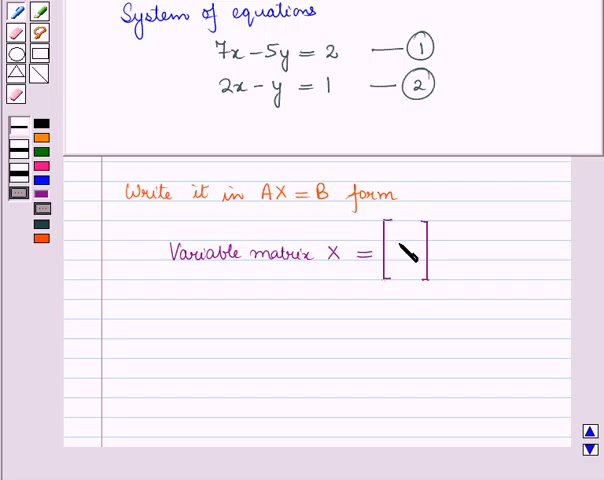 System of equations
7x - 5y = 2 — ①
2x - y = 1 — ②
Write it in AX = B form
Variable matrix X = [ ]